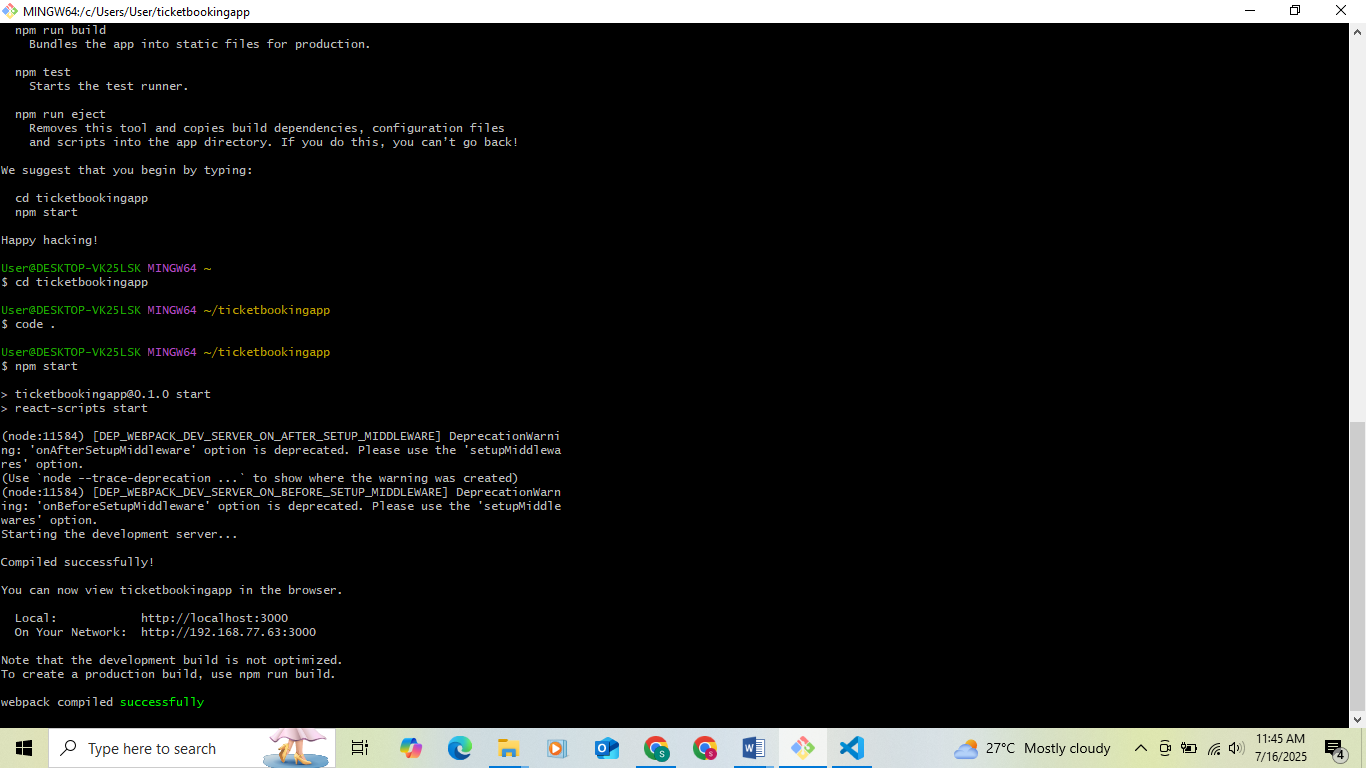 MINGW64:/c/Users/User/ticketbookingapp
npm run build
Bundles the app into static files for production.
npm test
Starts the test runner.
npm run eject
Removes this tool and copies build dependencies, configuration files
and scripts into the app directory. If you do this, you can’t go back!
We suggest that you begin by typing:
cd ticketbookingapp
npm start
Happy hacking!
User@DESKTOP-VK25LSK MINGW64 ~
$ cd ticketbookingapp
User@DESKTOP-VK25LSK MINGW64 ~/ticketbookingapp
$ code .
User@DESKTOP-VK25LSK MINGW64 ~/ticketbookingapp
$ npm start
> ticketbookingapp@0.1.0 start
> react-scripts start
(node:11584) [DEP_WEBPACK_DEV_SERVER_ON_AFTER_SETUP_MIDDLEWARE] DeprecationWarni
ng: 'onAfterSetupMiddleware' option is deprecated. Please use the 'setupMiddlewa
res' option.
(Use `node --trace-deprecation ...` to show where the warning was created)
(node:11584) [DEP_WEBPACK_DEV_SERVER_ON_BEFORE_SETUP_MIDDLEWARE] DeprecationWarn
ing: 'onBeforeSetupMiddleware' option is deprecated. Please use the 'setupMiddle
wares' option.
Starting the development server...
Compiled successfully!
You can now view ticketbookingapp in the browser.
Local: http://localhost:3000
On Your Network: http://192.168.77.63:3000
Note that the development build is not optimized.
To create a production build, use npm run build.
webpack compiled successfully
Type here to search
27°C Mostly cloudy
11:45 AM
7/16/2025
4